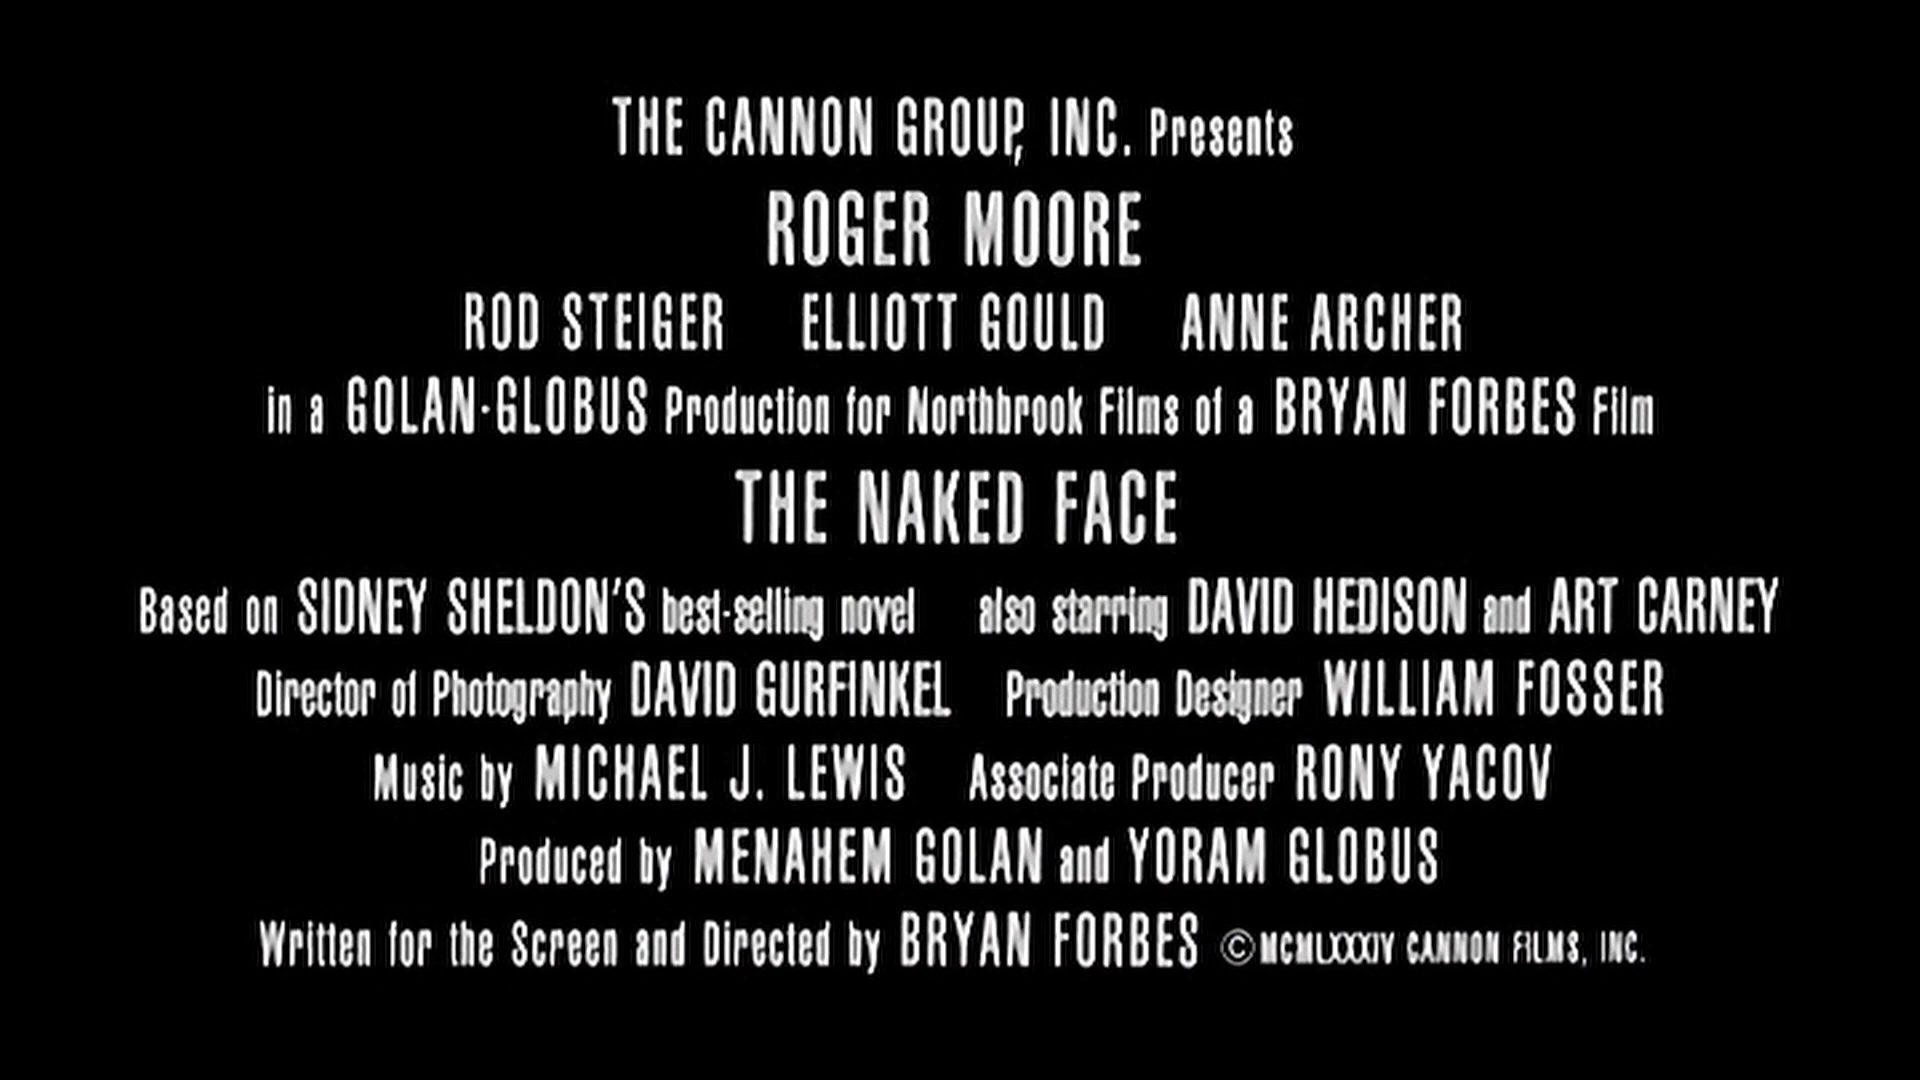 THE CANNON GROUP, INC. Presents
ROGER MOORE
ROD STEIGER ELLIOTT GOULD ANNE ARCHER
in a GOLAN-GLOBUS Production for Northbrook Films of a BRYAN FORBES Film
THE NAKED FACE
Based on SIDNEY SHELDON'S best-selling novel also starring DAVID HEDISON and ART CARNEY
Director of Photography DAVID GURFINKEL Production Designer WILLIAM FOSSER
Music by MICHAEL J. LEWIS Associate Producer RONY YACOV
Produced by MENAHEM GOLAN and YORAM GLOBUS
Written for the Screen and Directed by BRYAN FORBES © MCMLXXXIV CANNON FILMS, INC.